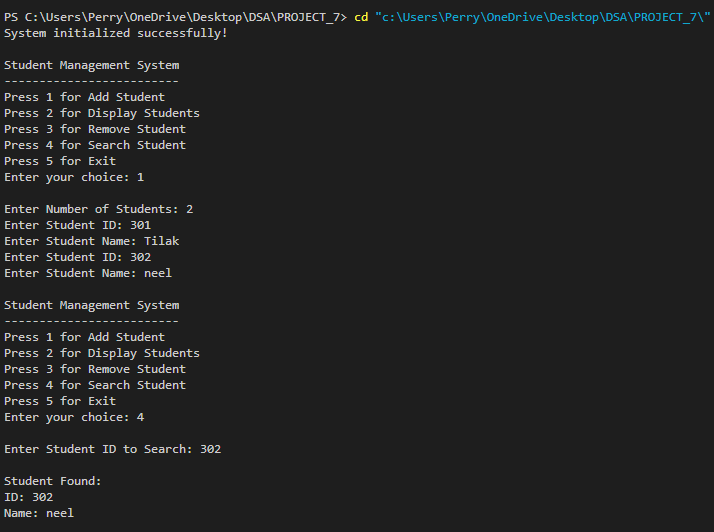 PS C:\Users\Perry\OneDrive\Desktop\DSA\PROJECT_7> cd "c:\Users\Perry\OneDrive\Desktop\DSA\PROJECT_7\"
System initialized successfully!
Student Management System
-------------------------
Press 1 for Add Student
Press 2 for Display Students
Press 3 for Remove Student
Press 4 for Search Student
Press 5 for Exit
Enter your choice: 1
Enter Number of Students: 2
Enter Student ID: 301
Enter Student Name: Tilak
Enter Student ID: 302
Enter Student Name: neel
Student Management System
-------------------------
Press 1 for Add Student
Press 2 for Display Students
Press 3 for Remove Student
Press 4 for Search Student
Press 5 for Exit
Enter your choice: 4
Enter Student ID to Search: 302
Student Found:
ID: 302
Name: neel